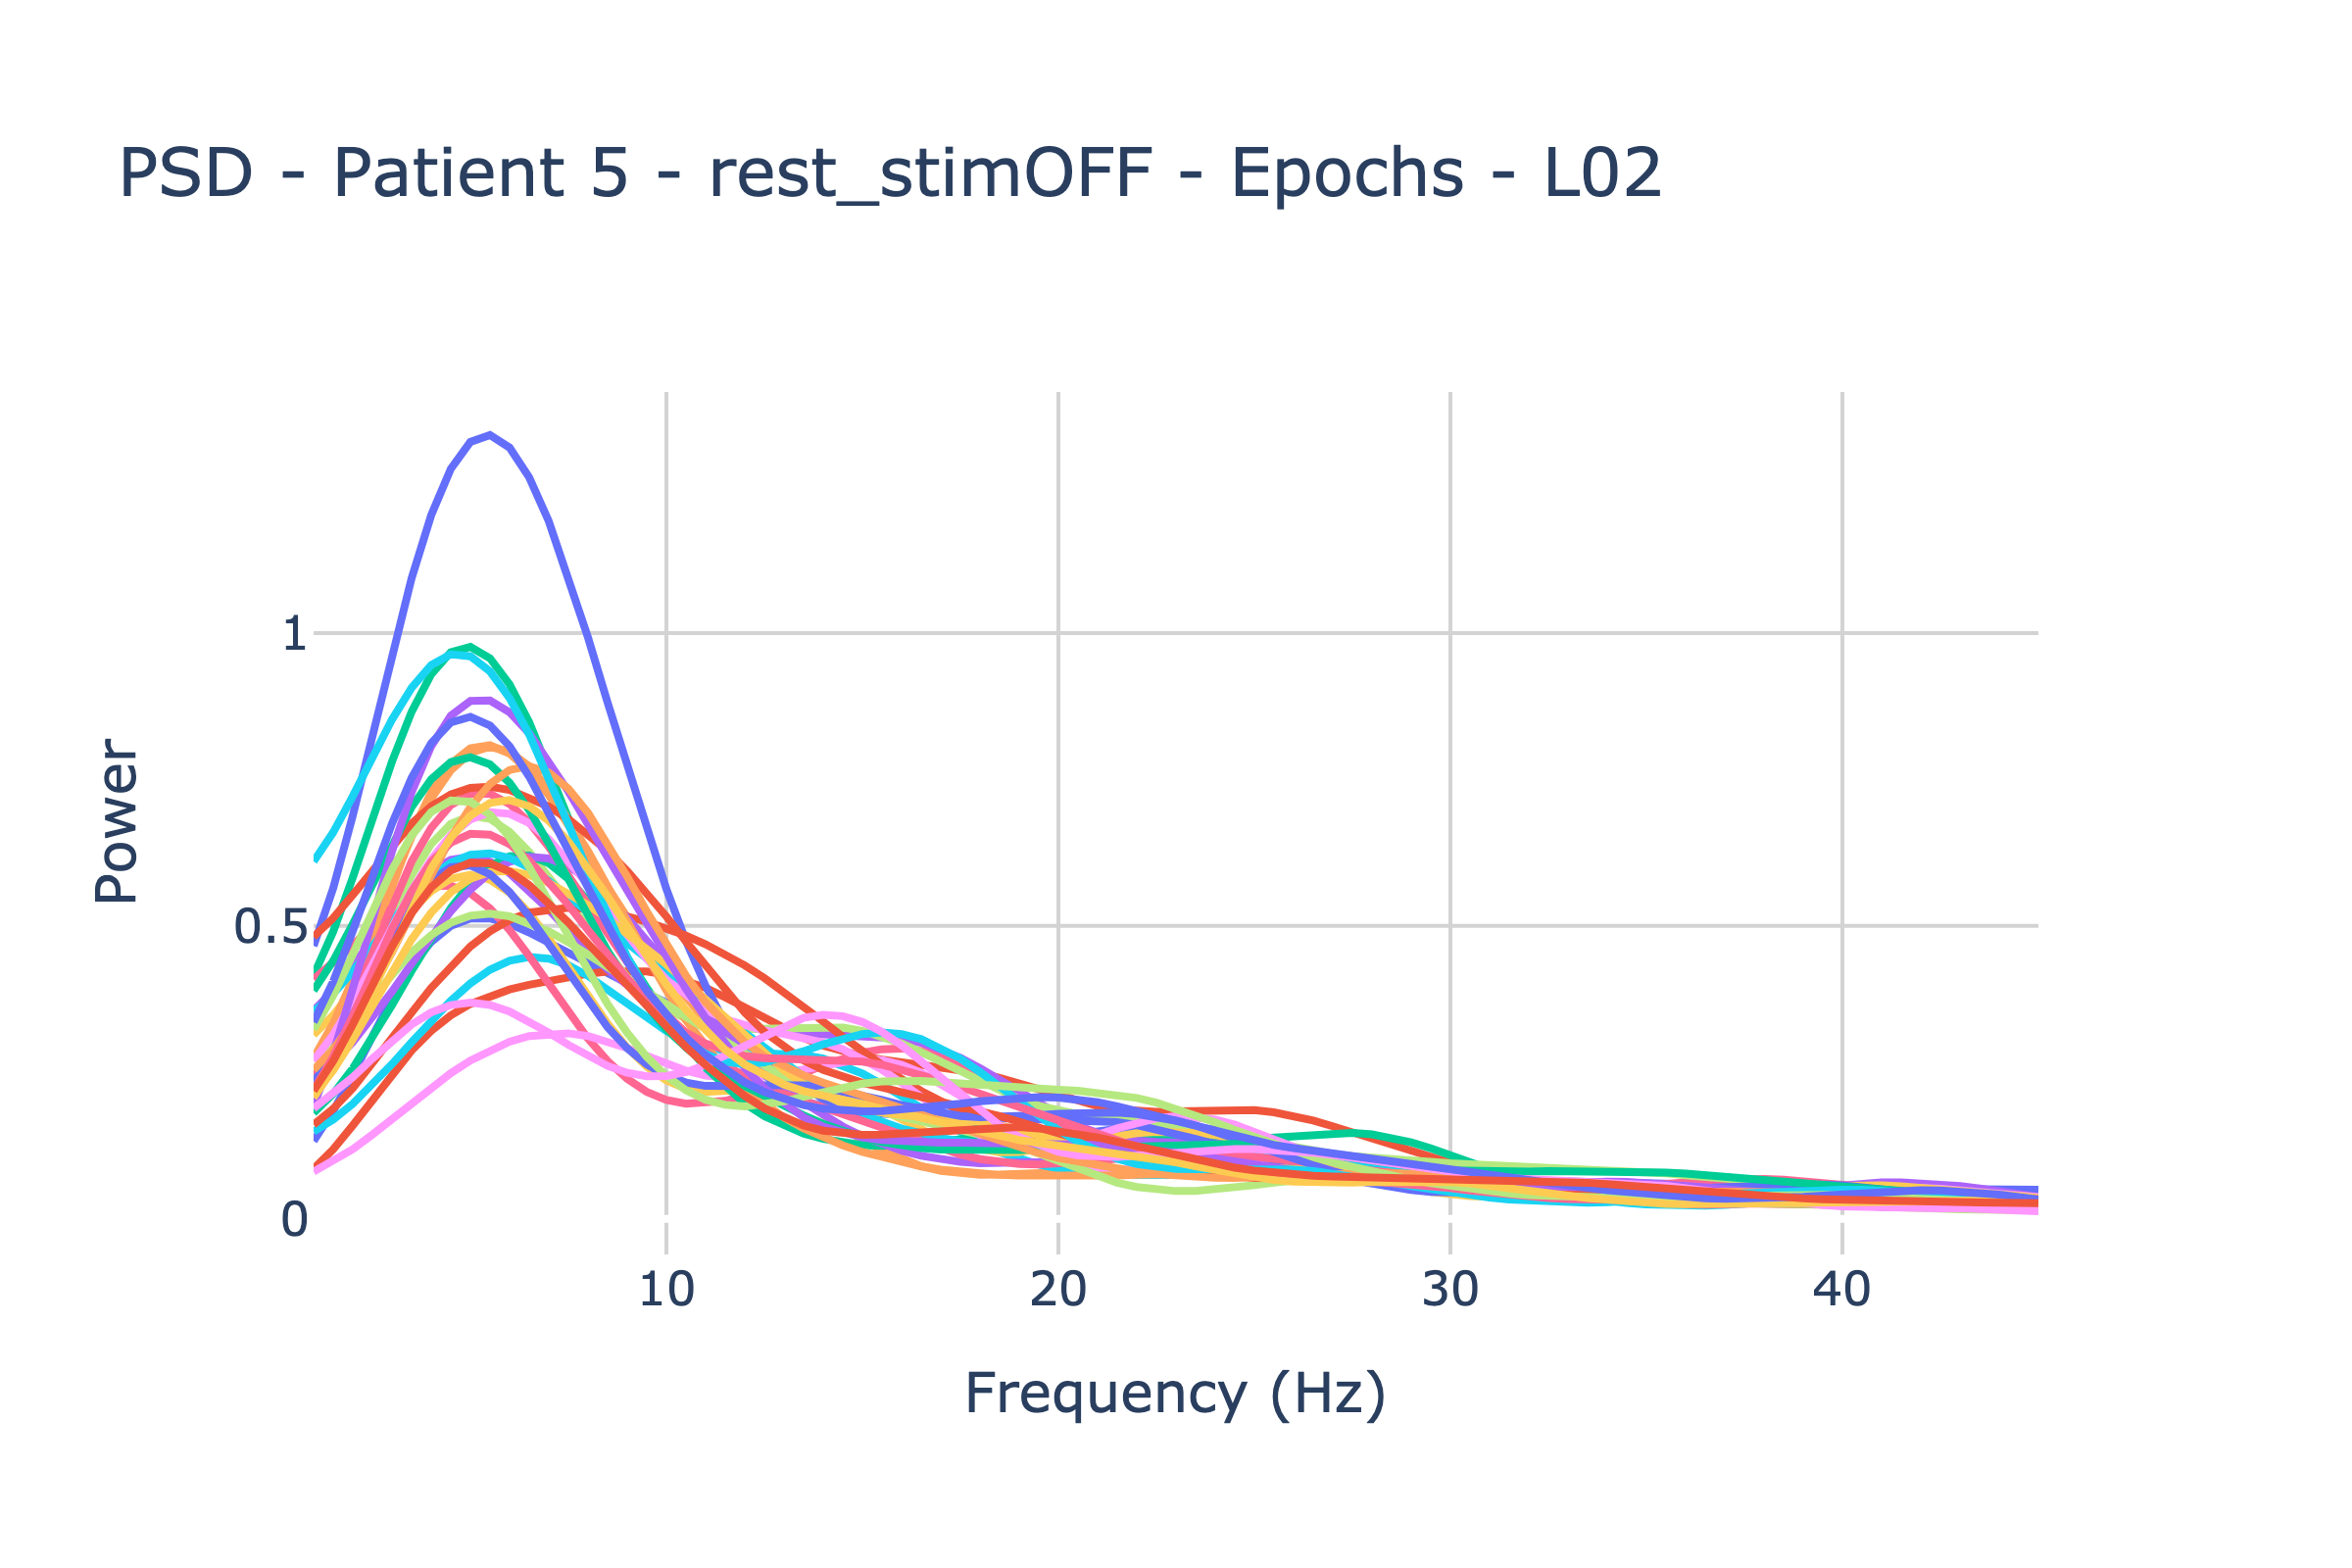 PSD - Patient 5 - rest_stimOFF - Epochs - L02
1
0.5
0
Power
10 20 30 40
Frequency (Hz)